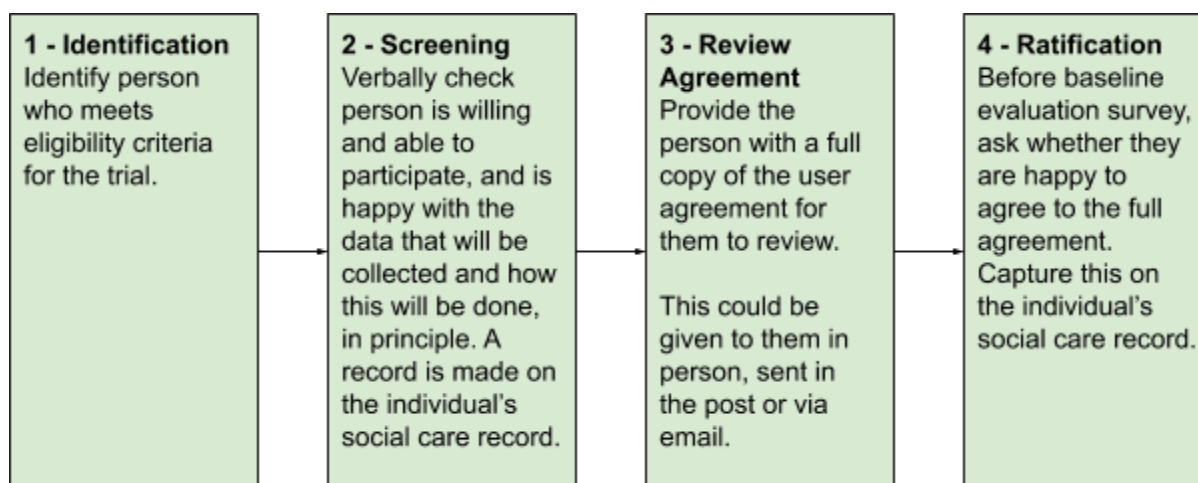 1 - Identification
Identify person
who meets
eligibility criteria
for the trial.
2 - Screening
Verbally check
person is willing
and able to
participate, and is
happy with the
data that will be
collected and how
this will be done,
in principle. A
record is made on
the individual’s
social care record.
3 - Review
Agreement
Provide the
person with a full
copy of the user
agreement for
them to review.
This could be
given to them in
person, sent in
the post or via
email.
4 - Ratification
Before baseline
evaluation survey,
ask whether they
are happy to
agree to the full
agreement.
Capture this on
the individual’s
social care record.